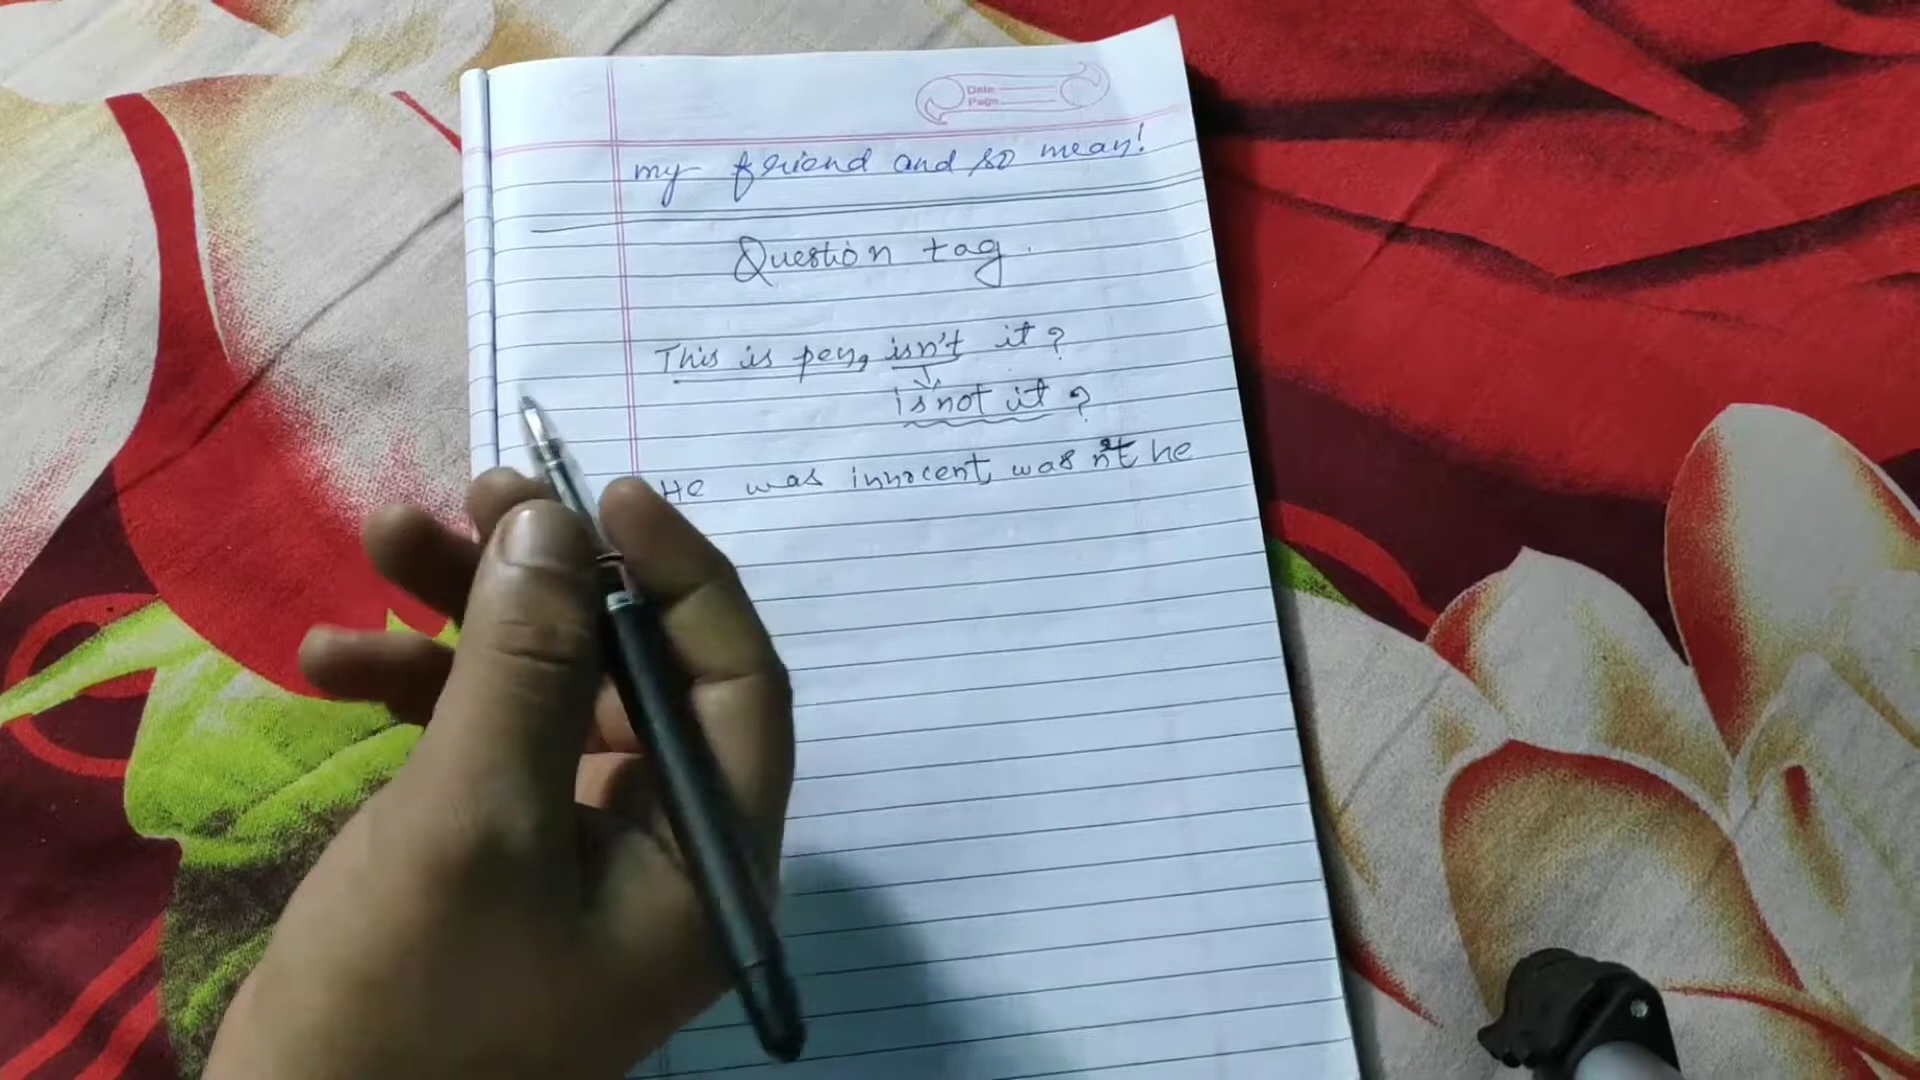 Date
Page
my friend and so mean!
Question tag.
This is pen, isn't it?
is not it ?
He was innocent, wasn't he